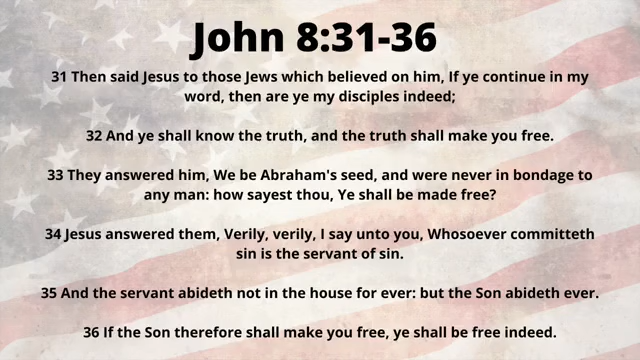 John 8:31-36
31 Then said Jesus to those Jews which believed on him, If ye continue in my
word, then are ye my disciples indeed;
32 And ye shall know the truth, and the truth shall make you free.
33 They answered him, We be Abraham's seed, and were never in bondage to
any man: how sayest thou, Ye shall be made free?
34 Jesus answered them, Verily, verily, I say unto you, Whosoever committeth
sin is the servant of sin.
35 And the servant abideth not in the house for ever: but the Son abideth ever.
36 If the Son therefore shall make you free, ye shall be free indeed.